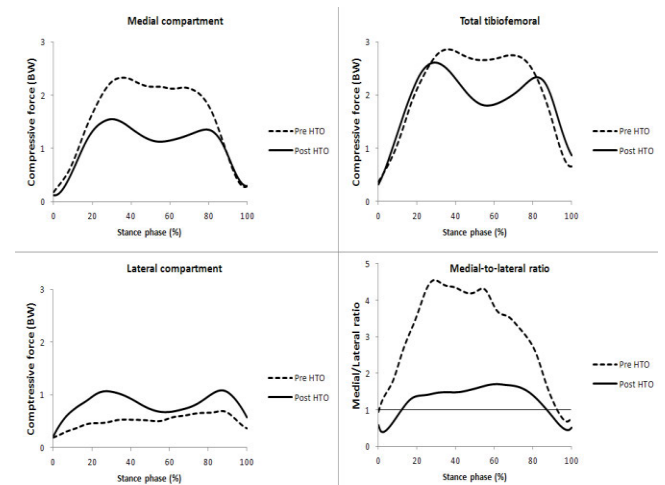 Medial compartment
Compressive force (BW)
3
2
1
0
0 20 40 60 80 100
Stance phase (%)
Pre HTO
Post HTO
Total tibiofemoral
Compressive force (BW)
3
2
1
0
0 20 40 60 80 100
Stance phase (%)
Pre HTO
Post HTO
Lateral compartment
Comptressive force (BW)
3
2
1
0
0 20 40 60 80 100
Stance phase (%)
Pre HTO
Post HTO
Medial-to-lateral ratio
Medial/Lateral ratio
5
4
3
2
1
0
0 20 40 60 80 100
Stance phase (%)
Pre HTO
Post HTO